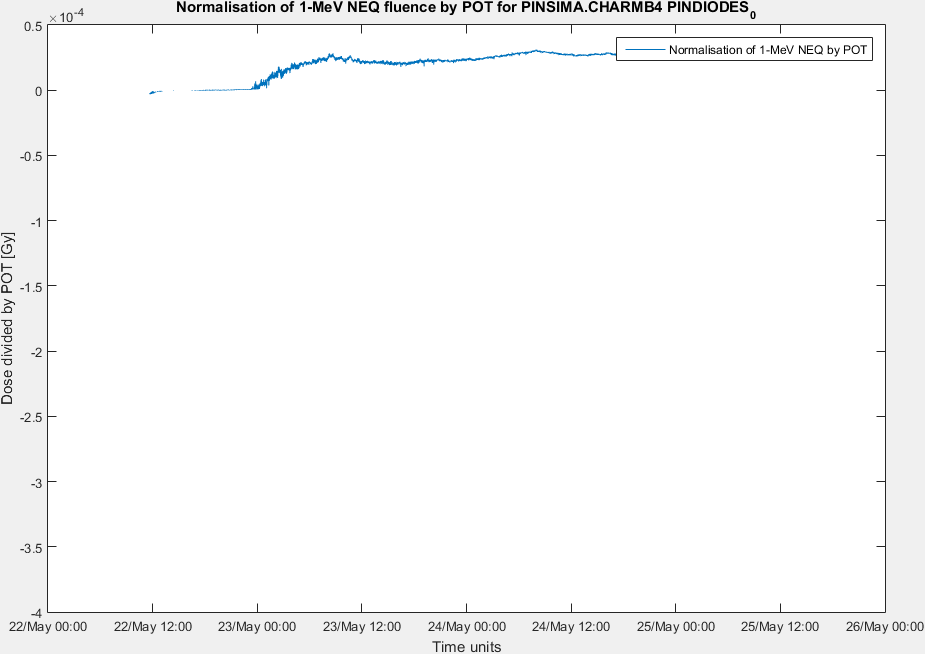 Normalisation of 1-MeV NEQ fluence by POT for PINSIMA.CHARMB4 PINDIODES0
× 10-4
Normalisation of 1-MeV NEQ by POT
0.5
0
-0.5
-1
-1.5
-2
-2.5
-3
-3.5
-4
Dose divided by POT [Gy]
22/May 00:00 22/May 12:00 23/May 00:00 23/May 12:00 24/May 00:00 24/May 12:00 25/May 00:00 25/May 12:00 26/May 00:00
Time units